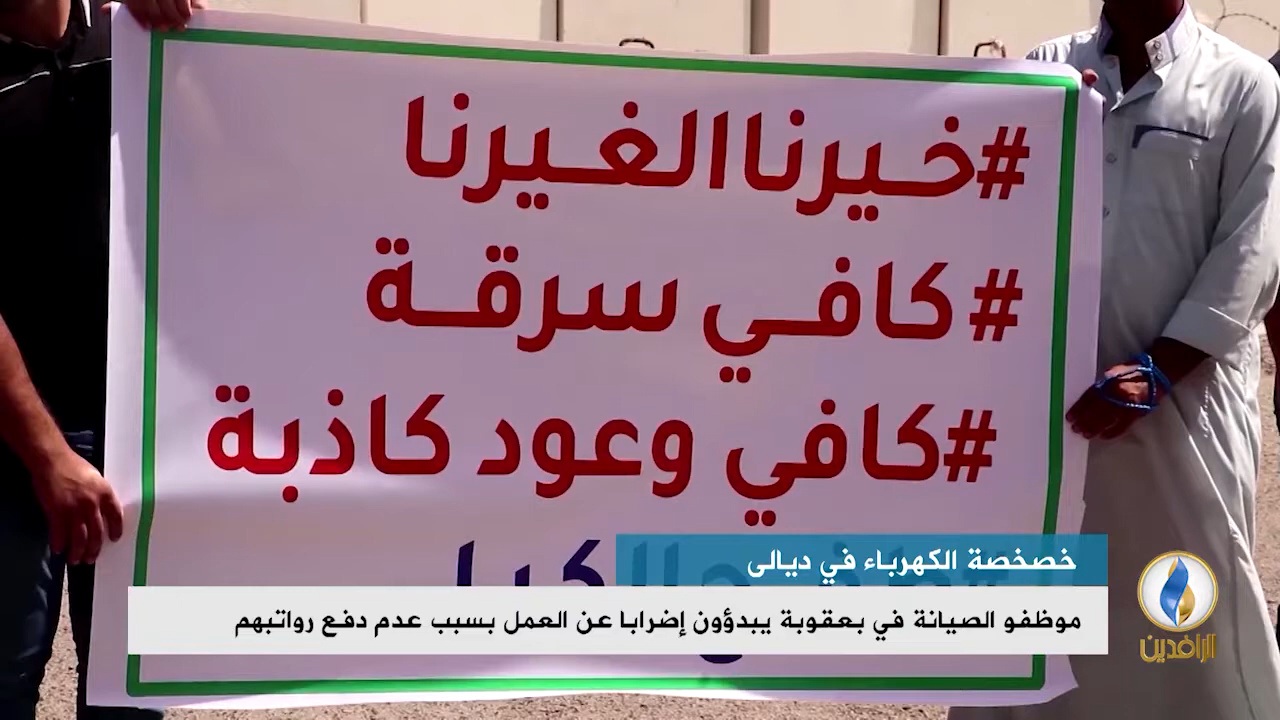 #خيرنا الغيرنا
#كافي سرقة
#كافي وعود كاذبة
خصخصة الكهرباء في ديالى
موظفو الصيانة في بعقوبة يبدؤون إضرابا عن العمل بسبب عدم دفع رواتبهم
الرافدين